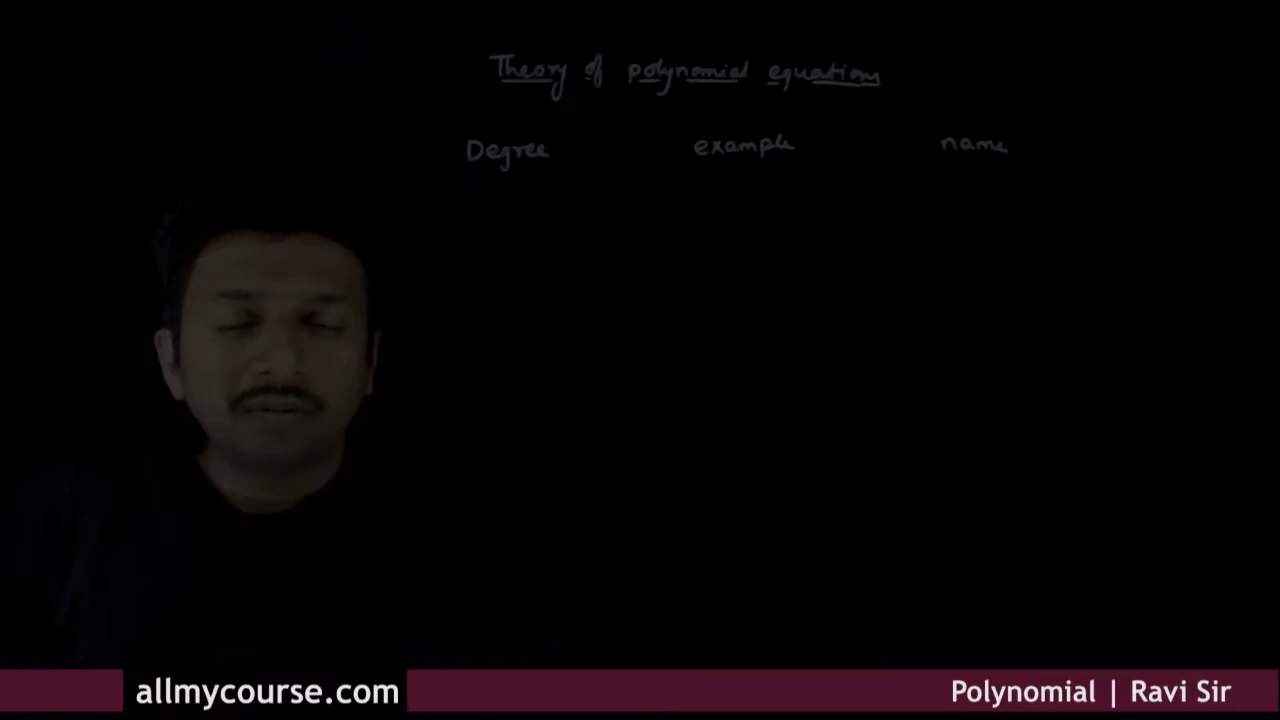 Theory of polynomial equations
Degree example name
allmycourse.com Polynomial | Ravi Sir